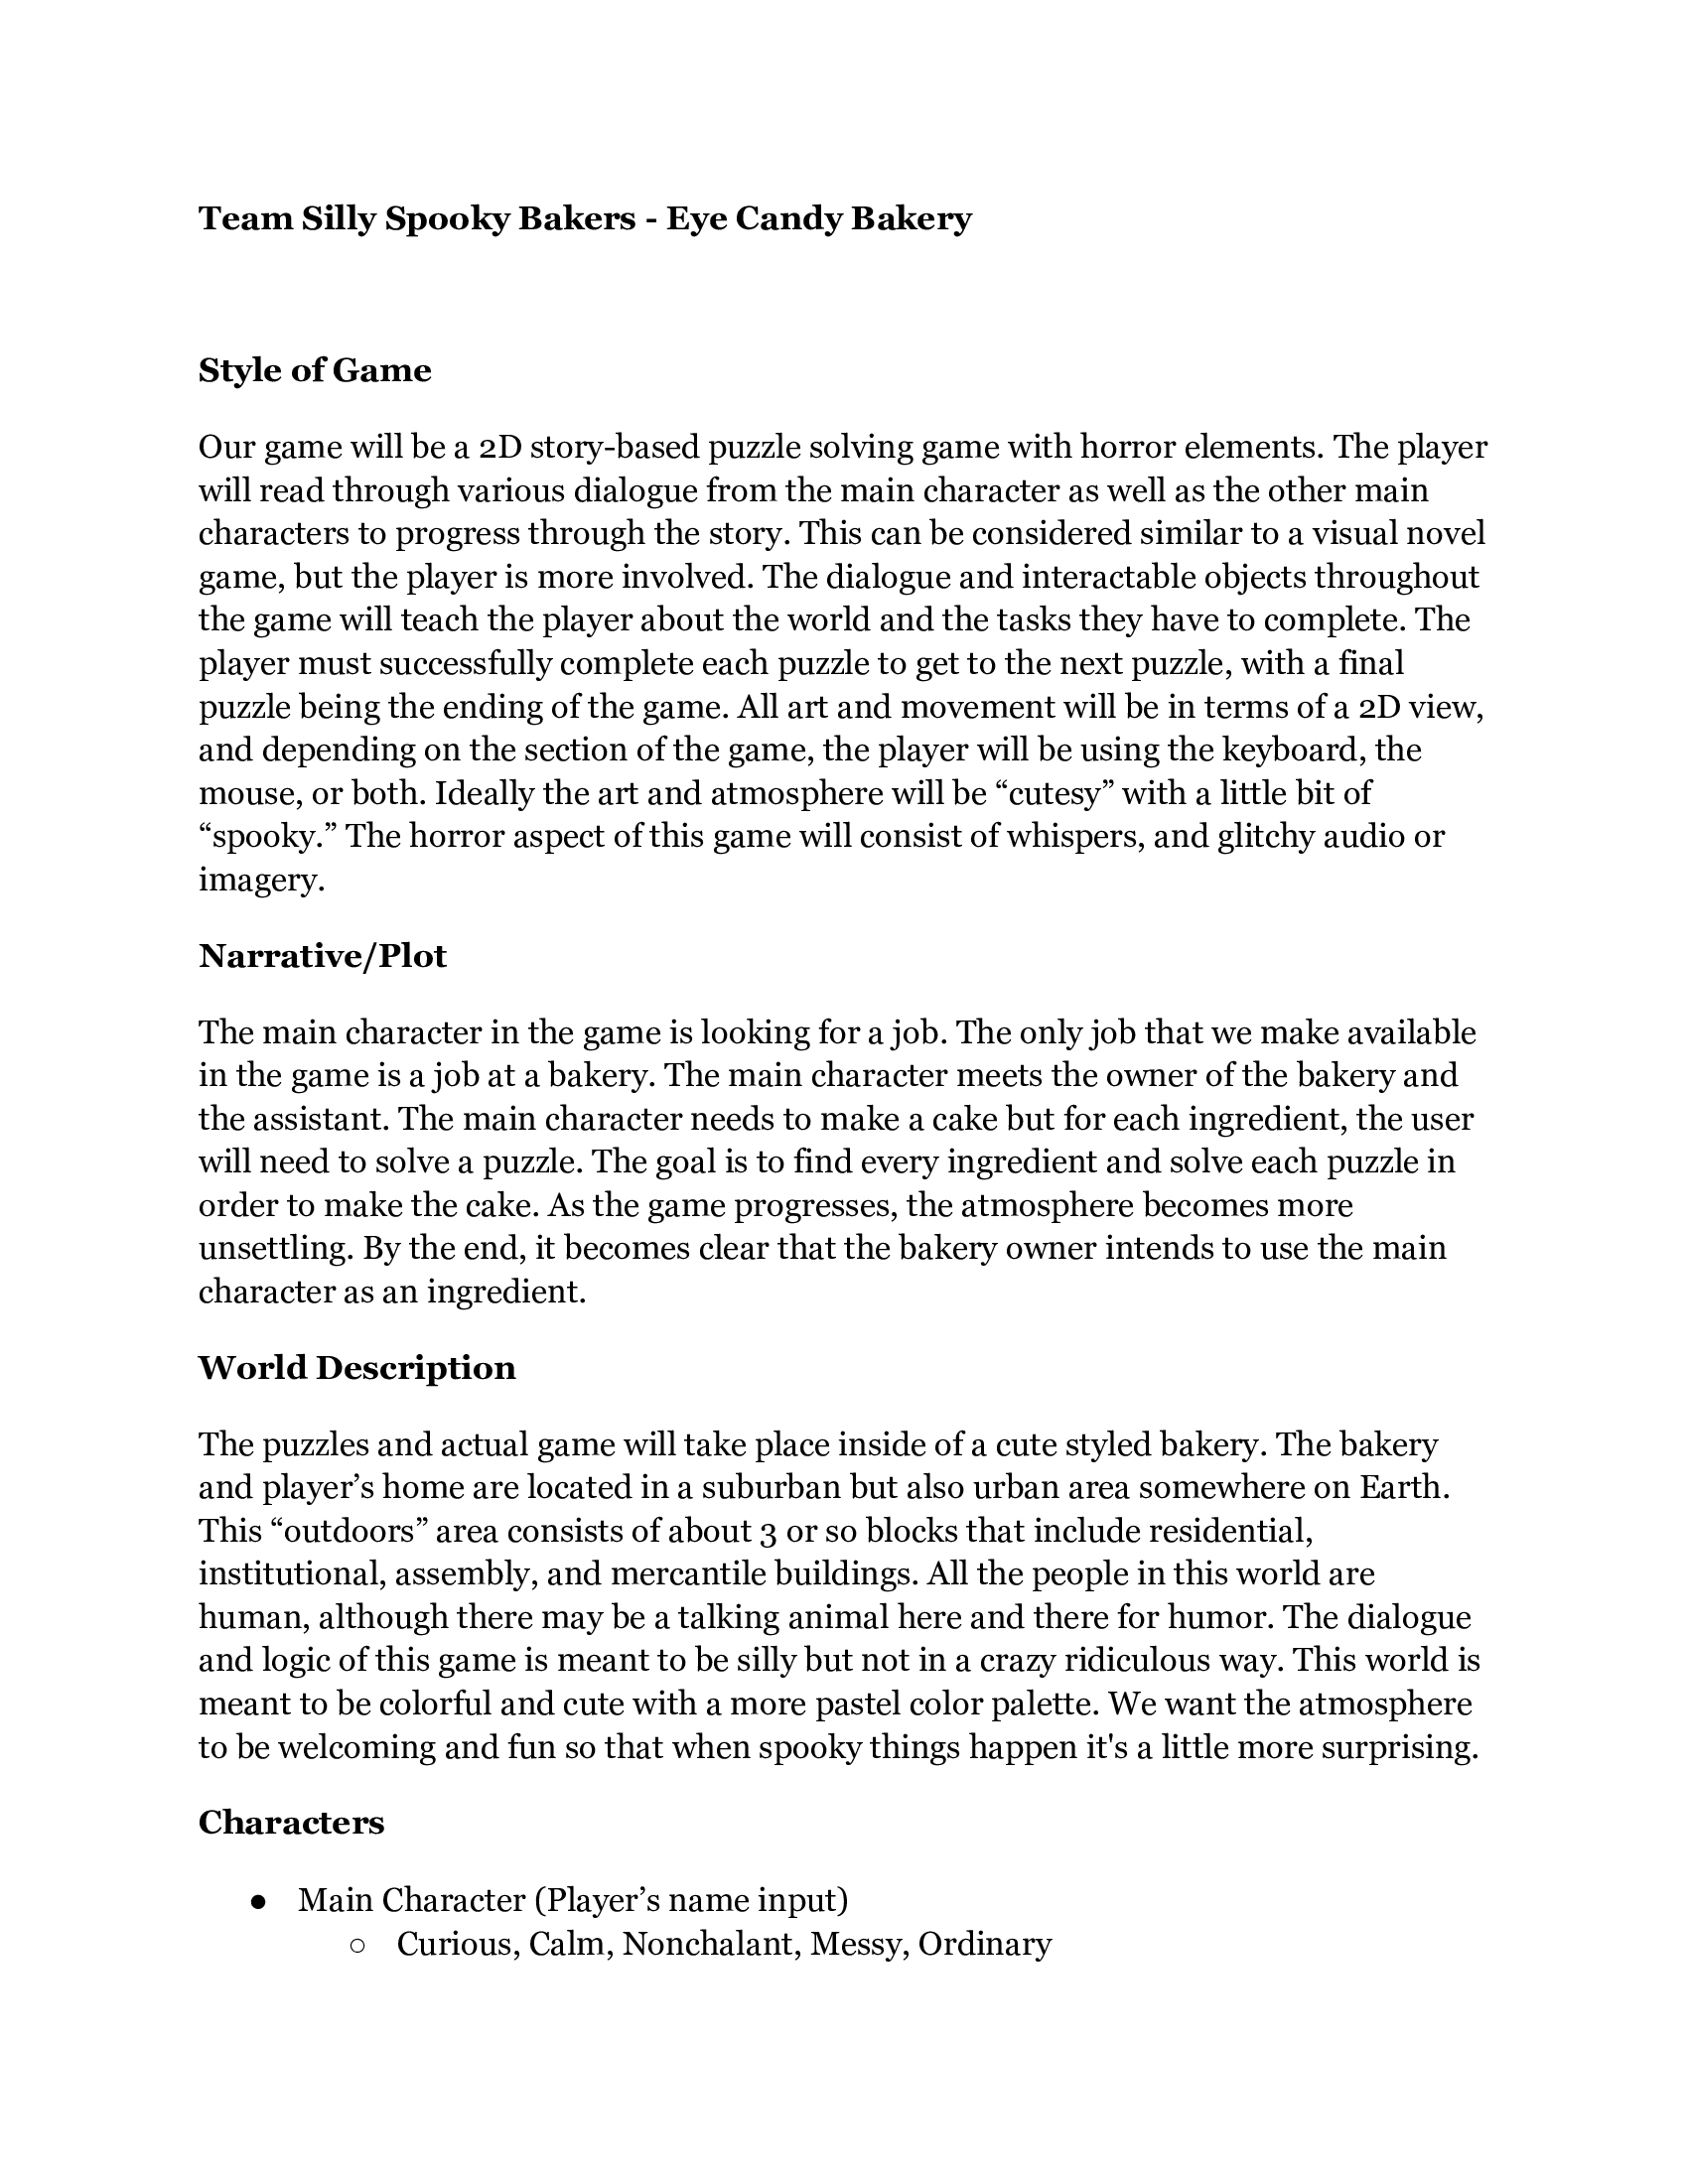 Team Silly Spooky Bakers - Eye Candy Bakery
Style of Game
Our game will be a 2D story-based puzzle solving game with horror elements. The player
will read through various dialogue from the main character as well as the other main
characters to progress through the story. This can be considered similar to a visual novel
game, but the player is more involved. The dialogue and interactable objects throughout
the game will teach the player about the world and the tasks they have to complete. The
player must successfully complete each puzzle to get to the next puzzle, with a final
puzzle being the ending of the game. All art and movement will be in terms of a 2D view,
and depending on the section of the game, the player will be using the keyboard, the
mouse, or both. Ideally the art and atmosphere will be “cutesy” with a little bit of
“spooky.” The horror aspect of this game will consist of whispers, and glitchy audio or
imagery.
Narrative/Plot
The main character in the game is looking for a job. The only job that we make available
in the game is a job at a bakery. The main character meets the owner of the bakery and
the assistant. The main character needs to make a cake but for each ingredient, the user
will need to solve a puzzle. The goal is to find every ingredient and solve each puzzle in
order to make the cake. As the game progresses, the atmosphere becomes more
unsettling. By the end, it becomes clear that the bakery owner intends to use the main
character as an ingredient.
World Description
The puzzles and actual game will take place inside of a cute styled bakery. The bakery
and player’s home are located in a suburban but also urban area somewhere on Earth.
This “outdoors” area consists of about 3 or so blocks that include residential,
institutional, assembly, and mercantile buildings. All the people in this world are
human, although there may be a talking animal here and there for humor. The dialogue
and logic of this game is meant to be silly but not in a crazy ridiculous way. This world is
meant to be colorful and cute with a more pastel color palette. We want the atmosphere
to be welcoming and fun so that when spooky things happen it's a little more surprising.
Characters
● Main Character (Player’s name input)
○ Curious, Calm, Nonchalant, Messy, Ordinary